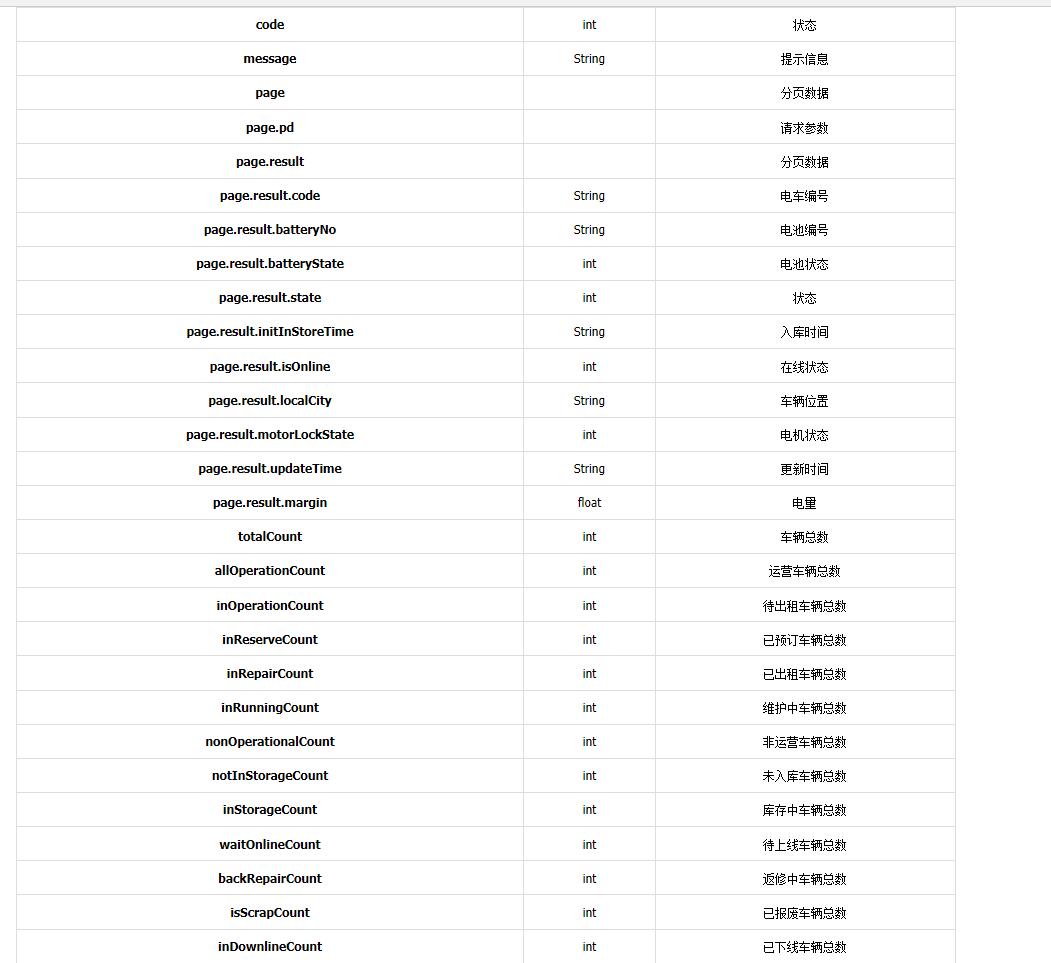 code int 状态
message String 提示信息
page 分页数据
page.pd 请求参数
page.result 分页数据
page.result.code String 电车编号
page.result.batteryNo String 电池编号
page.result.batteryState int 电池状态
page.result.state int 状态
page.result.initInStoreTime String 入库时间
page.result.isOnline int 在线状态
page.result.localCity String 车辆位置
page.result.motorLockState int 电机状态
page.result.updateTime String 更新时间
page.result.margin float 电量
totalCount int 车辆总数
allOperationCount int 运营车辆总数
inOperationCount int 待出租车辆总数
inReserveCount int 已预订车辆总数
inRepairCount int 已出租车辆总数
inRunningCount int 维护中车辆总数
nonOperationalCount int 非运营车辆总数
notInStorageCount int 未入库车辆总数
inStorageCount int 库存中车辆总数
waitOnlineCount int 待上线车辆总数
backRepairCount int 返修中车辆总数
isScrapCount int 已报废车辆总数
inDownlineCount int 已下线车辆总数